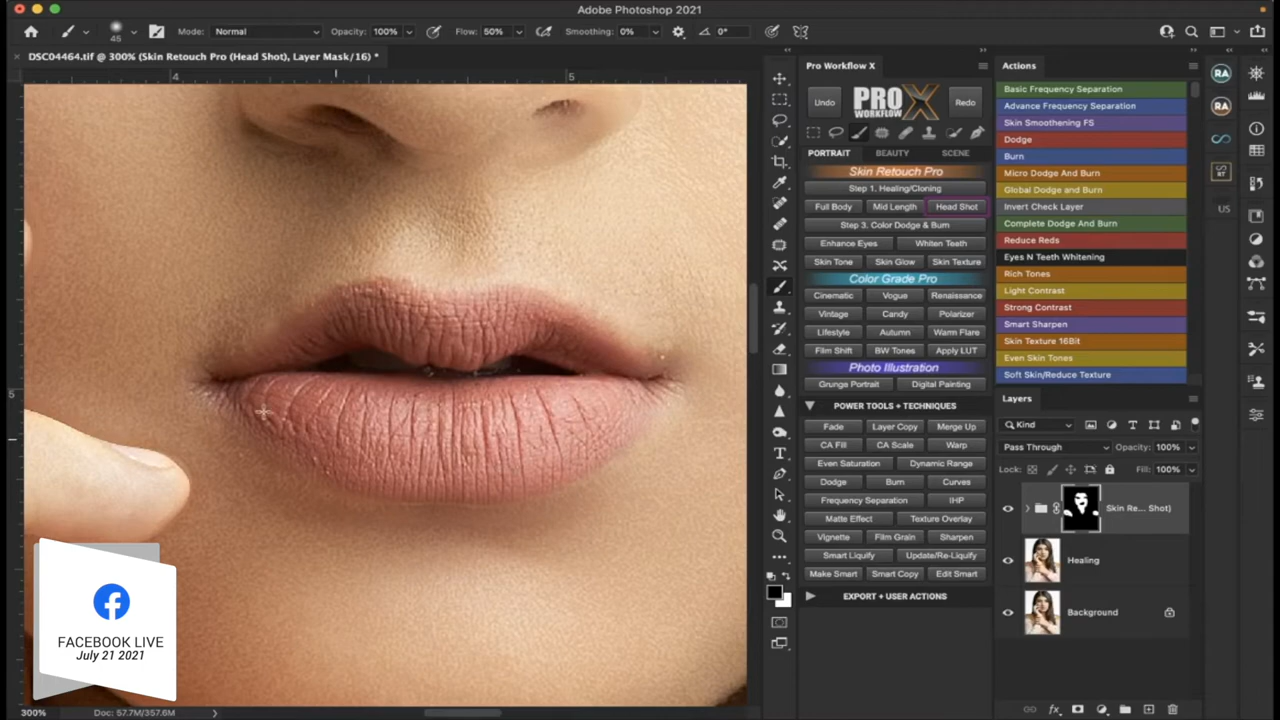 Adobe Photoshop 2021
45
Mode: Normal
Opacity: 100%
Flow: 50%
Smoothing: 0%
0°
DSC04464.tif @ 300% (Skin Retouch Pro (Head Shot), Layer Mask/16) *
4
5
5
Pro Workflow X
Undo
PRO
WORKFLOW
X
Redo
PORTRAIT
BEAUTY
SCENE
Skin Retouch Pro
Step 1. Healing/Cloning
Full Body
Mid Length
Head Shot
Step 3. Color Dodge & Burn
Enhance Eyes
Whiten Teeth
Skin Tone
Skin Glow
Skin Texture
Color Grade Pro
Cinematic
Vogue
Renaissance
Vintage
Candy
Polarizer
Lifestyle
Autumn
Warm Flare
Film Shift
BW Tones
Apply LUT
Photo Illustration
Grunge Portrait
Digital Painting
POWER TOOLS + TECHNIQUES
Fade
Layer Copy
Merge Up
CA Fill
CA Scale
Warp
Even Saturation
Dynamic Range
Dodge
Burn
Curves
Frequency Separation
IHP
Matte Effect
Texture Overlay
Vignette
Film Grain
Sharpen
Smart Liquify
Update/Re-Liquify
Make Smart
Smart Copy
Edit Smart
EXPORT + USER ACTIONS
Actions
Basic Frequency Separation
Advance Frequency Separation
Skin Smoothening FS
Dodge
Burn
Micro Dodge And Burn
Global Dodge and Burn
Invert Check Layer
Complete Dodge And Burn
Reduce Reds
Eyes N Teeth Whitening
Rich Tones
Light Contrast
Strong Contrast
Smart Sharpen
Skin Texture 16Bit
Even Skin Tones
Soft Skin/Reduce Texture
Layers
Kind
Pass Through
Opacity: 100%
Lock:
Fill: 100%
Skin Re... Shot)
Healing
Background
RA
RA
RT
US
FACEBOOK LIVE
July 21 2021
300%
Doc: 57.7M/357.6M